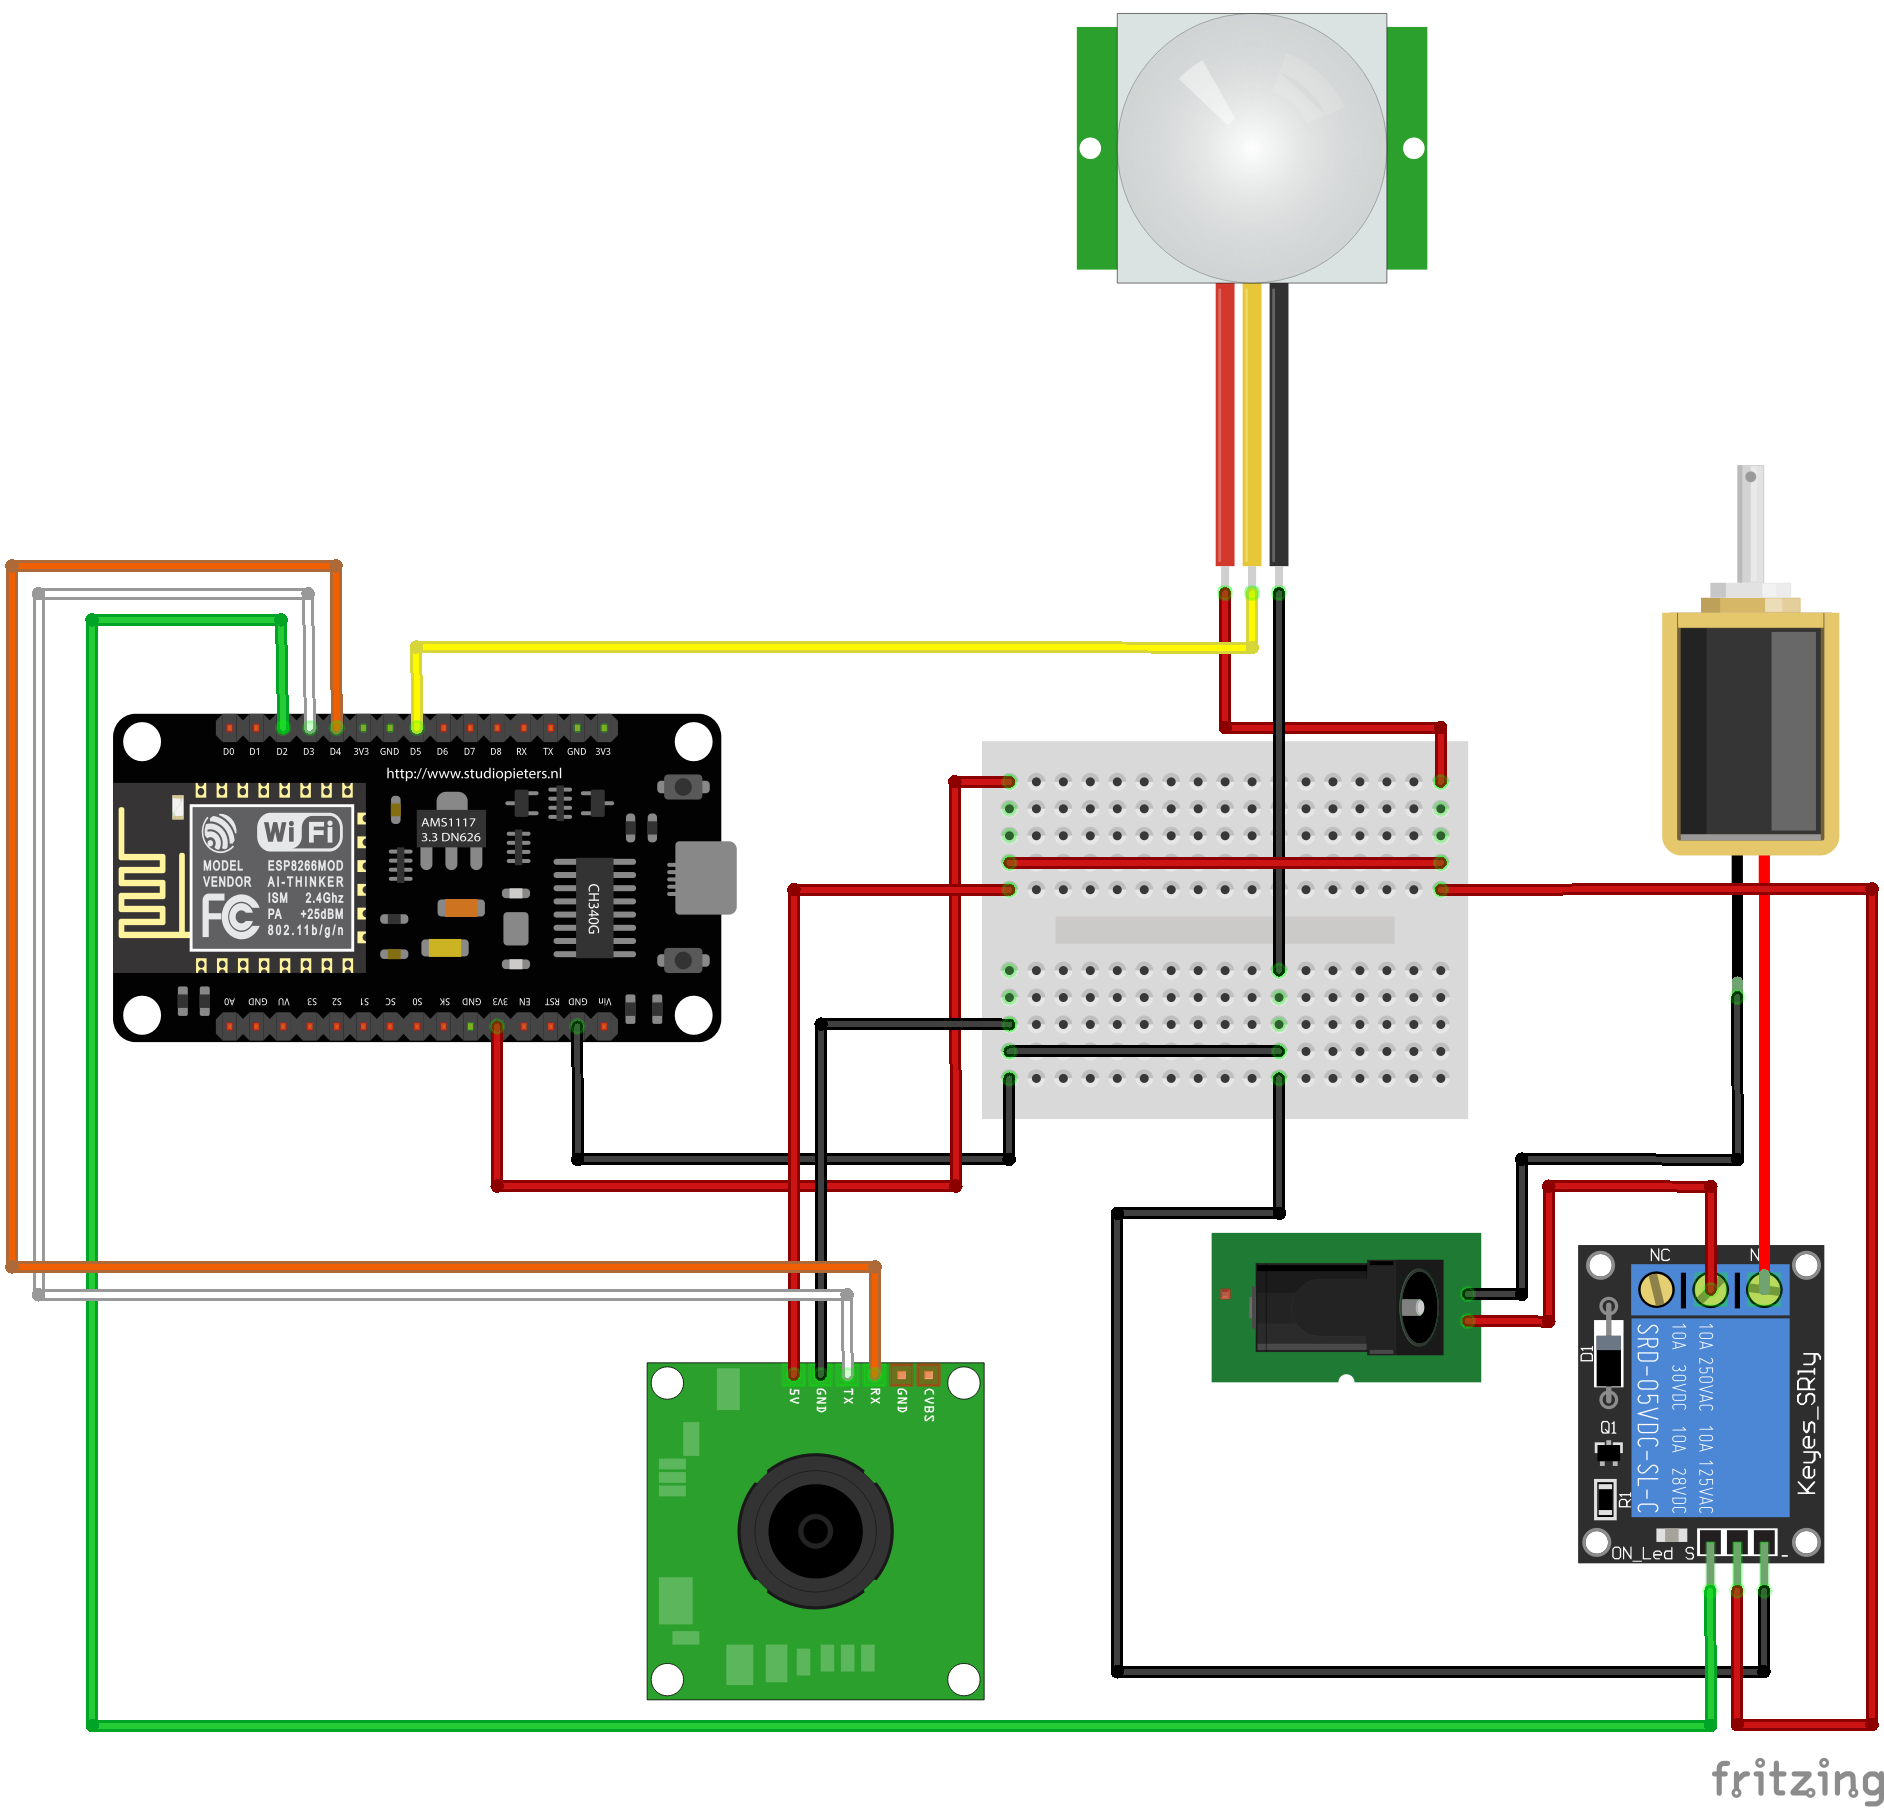 D0 D1 D2 D3 D4 3V3 GND D5 D6 D7 D8 RX TX GND 3V3
http://www.studiopieters.nl
AMS1117
3.3 DN626
Wi Fi
MODEL ESP8266MOD
VENDOR AI-THINKER
ISM 2.4Ghz
PA +25dBM
802.11b/g/n
FC
CH340G
A0 GND VU S3 S2 S1 SC S0 SK GND 3V3 EN RST GND Vin
5V
GND
TX
RX
GND
CVBS
NC
N
D1
Q1
R1
SRD-05VDC-SL-C
10A 30VDC 10A 28VDC
10A 250VAC 10A 125VAC
Keyes_SRly
ON_Led S -
fritzing